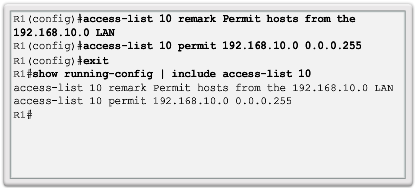 R1(config)#access-list 10 remark Permit hosts from the
192.168.10.0 LAN
R1(config)#access-list 10 permit 192.168.10.0 0.0.0.255
R1(config)#exit
R1#show running-config | include access-list 10
access-list 10 remark Permit hosts from the 192.168.10.0 LAN
access-list 10 permit 192.168.10.0 0.0.0.255
R1#